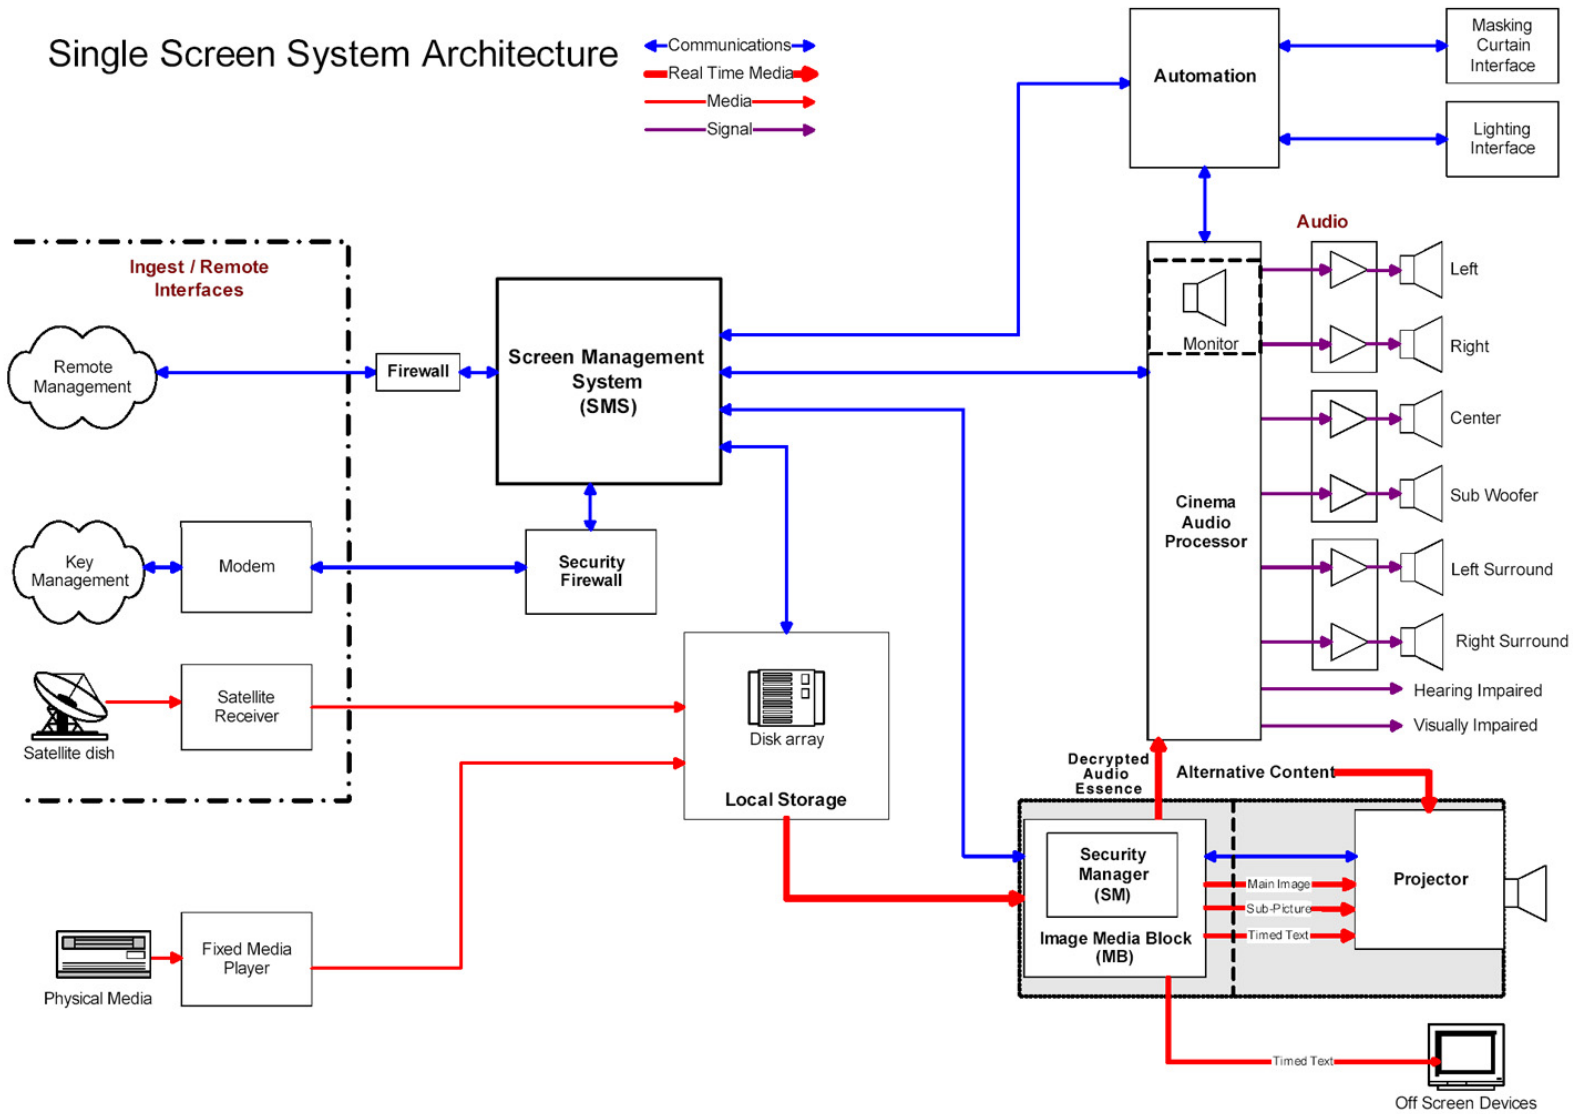 Single Screen System Architecture
Communications
Real Time Media
Media
Signal
Automation
Masking
Curtain
Interface
Lighting
Interface
Ingest / Remote
Interfaces
Remote
Management
Firewall
Screen Management
System
(SMS)
Key
Management
Modem
Security
Firewall
Satellite dish
Satellite
Receiver
Disk array
Local Storage
Physical Media
Fixed Media
Player
Audio
Monitor
Cinema
Audio
Processor
Left
Right
Center
Sub Woofer
Left Surround
Right Surround
Hearing Impaired
Visually Impaired
Decrypted
Audio
Essence
Alternative Content
Security
Manager
(SM)
Image Media Block
(MB)
Main Image
Sub-Picture
Timed Text
Projector
Timed Text
Off Screen Devices